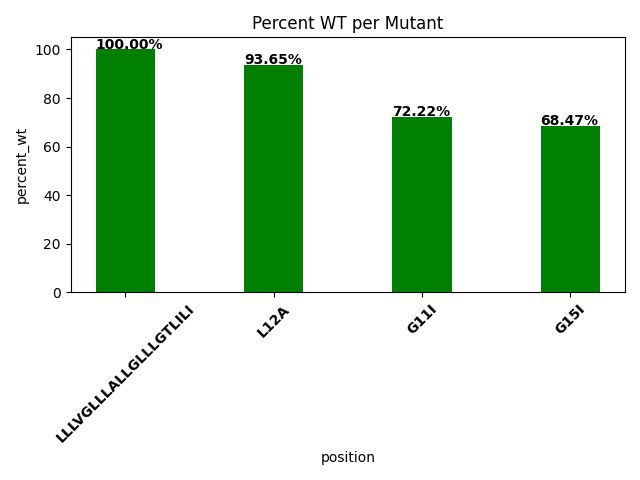 Percent WT per Mutant
percent_wt
100
80
60
40
20
0
100.00%
93.65%
72.22%
68.47%
LLLVGLLLALLGLLLGTLILI
L12A
G11I
G15I
position